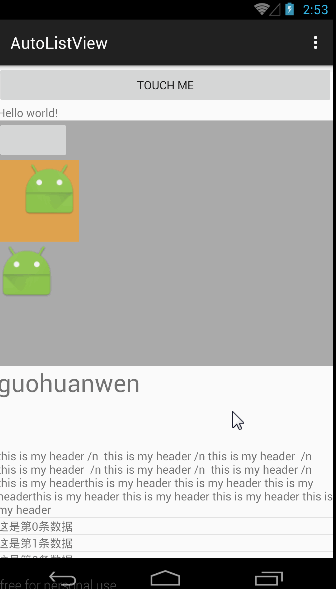 2:53
AutoListView
TOUCH ME
Hello world!
guohuanwen
this is my header /n  this is my header /n this is my header  /n
this is my header  /n this is my header /n  this is my header /n
this is my headerthis is my header this is my header this is my
headerthis is my header this is my header this is my header this is
my header
这是第0条数据
这是第1条数据
free for personal use